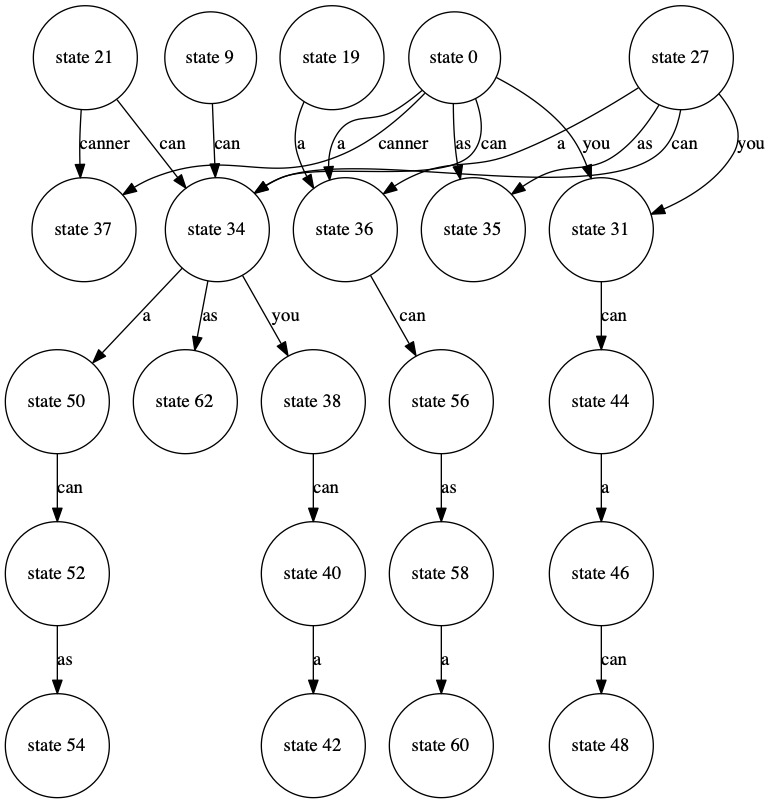 state 21 state 9 state 19 state 0 state 27
canner can can a a canner as can a you as can you
state 37 state 34 state 36 state 35 state 31
a as you can can
state 50 state 62 state 38 state 56 state 44
can can as a
state 52 state 40 state 58 state 46
as a a can
state 54 state 42 state 60 state 48